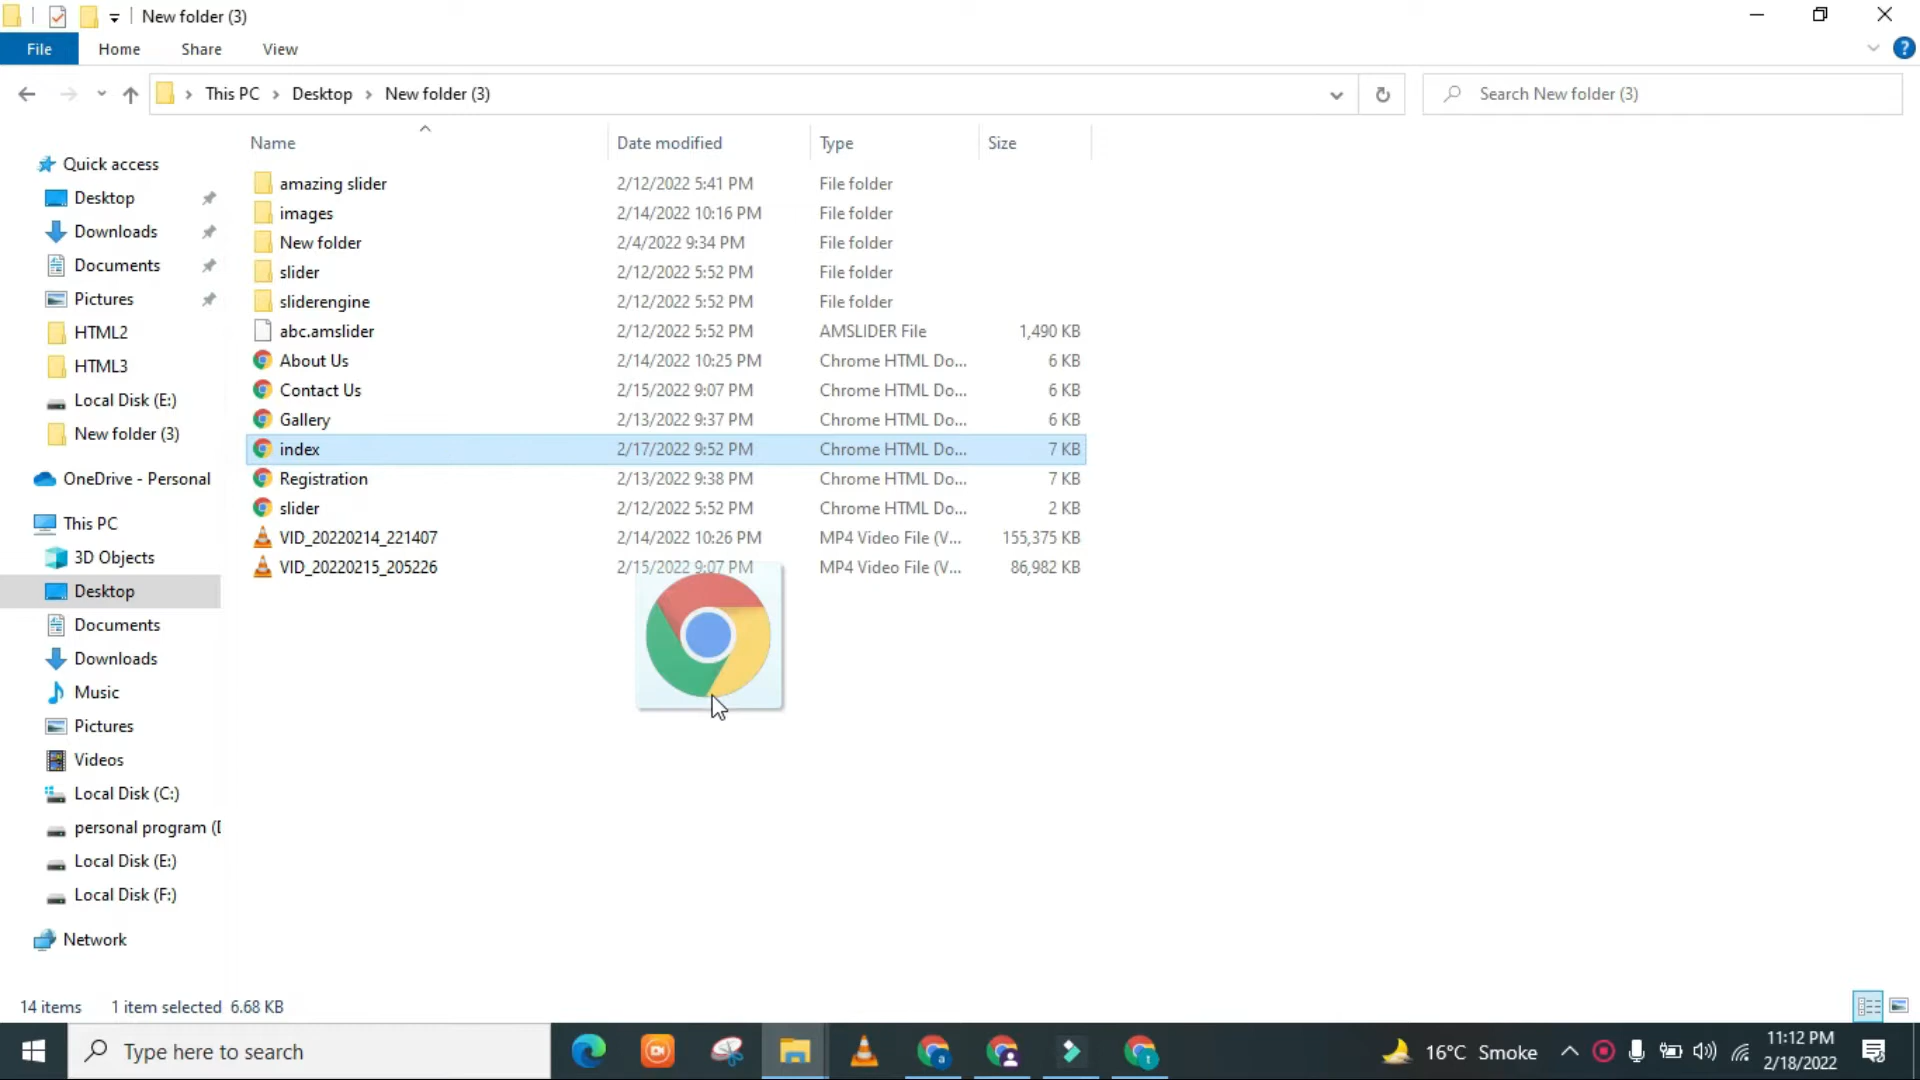 New folder (3)
File Home Share View
This PC Desktop New folder (3)
Search New folder (3)
Name Date modified Type Size
Quick access
Desktop
Downloads
Documents
Pictures
HTML2
HTML3
Local Disk (E:)
New folder (3)
OneDrive - Personal
This PC
3D Objects
Desktop
Documents
Downloads
Music
Pictures
Videos
Local Disk (C:)
personal program (
Local Disk (E:)
Local Disk (F:)
Network
amazing slider 2/12/2022 5:41 PM File folder
images 2/14/2022 10:16 PM File folder
New folder 2/4/2022 9:34 PM File folder
slider 2/12/2022 5:52 PM File folder
sliderengine 2/12/2022 5:52 PM File folder
abc.amslider 2/12/2022 5:52 PM AMSLIDER File 1,490 KB
About Us 2/14/2022 10:25 PM Chrome HTML Do... 6 KB
Contact Us 2/15/2022 9:07 PM Chrome HTML Do... 6 KB
Gallery 2/13/2022 9:37 PM Chrome HTML Do... 6 KB
index 2/17/2022 9:52 PM Chrome HTML Do... 7 KB
Registration 2/13/2022 9:38 PM Chrome HTML Do... 7 KB
slider 2/12/2022 5:52 PM Chrome HTML Do... 2 KB
VID_20220214_221407 2/14/2022 10:26 PM MP4 Video File (V... 155,375 KB
VID_20220215_205226 2/15/2022 9:07 PM MP4 Video File (V... 86,982 KB
14 items 1 item selected 6.68 KB
Type here to search
a
t
16°C Smoke
11:12 PM
2/18/2022